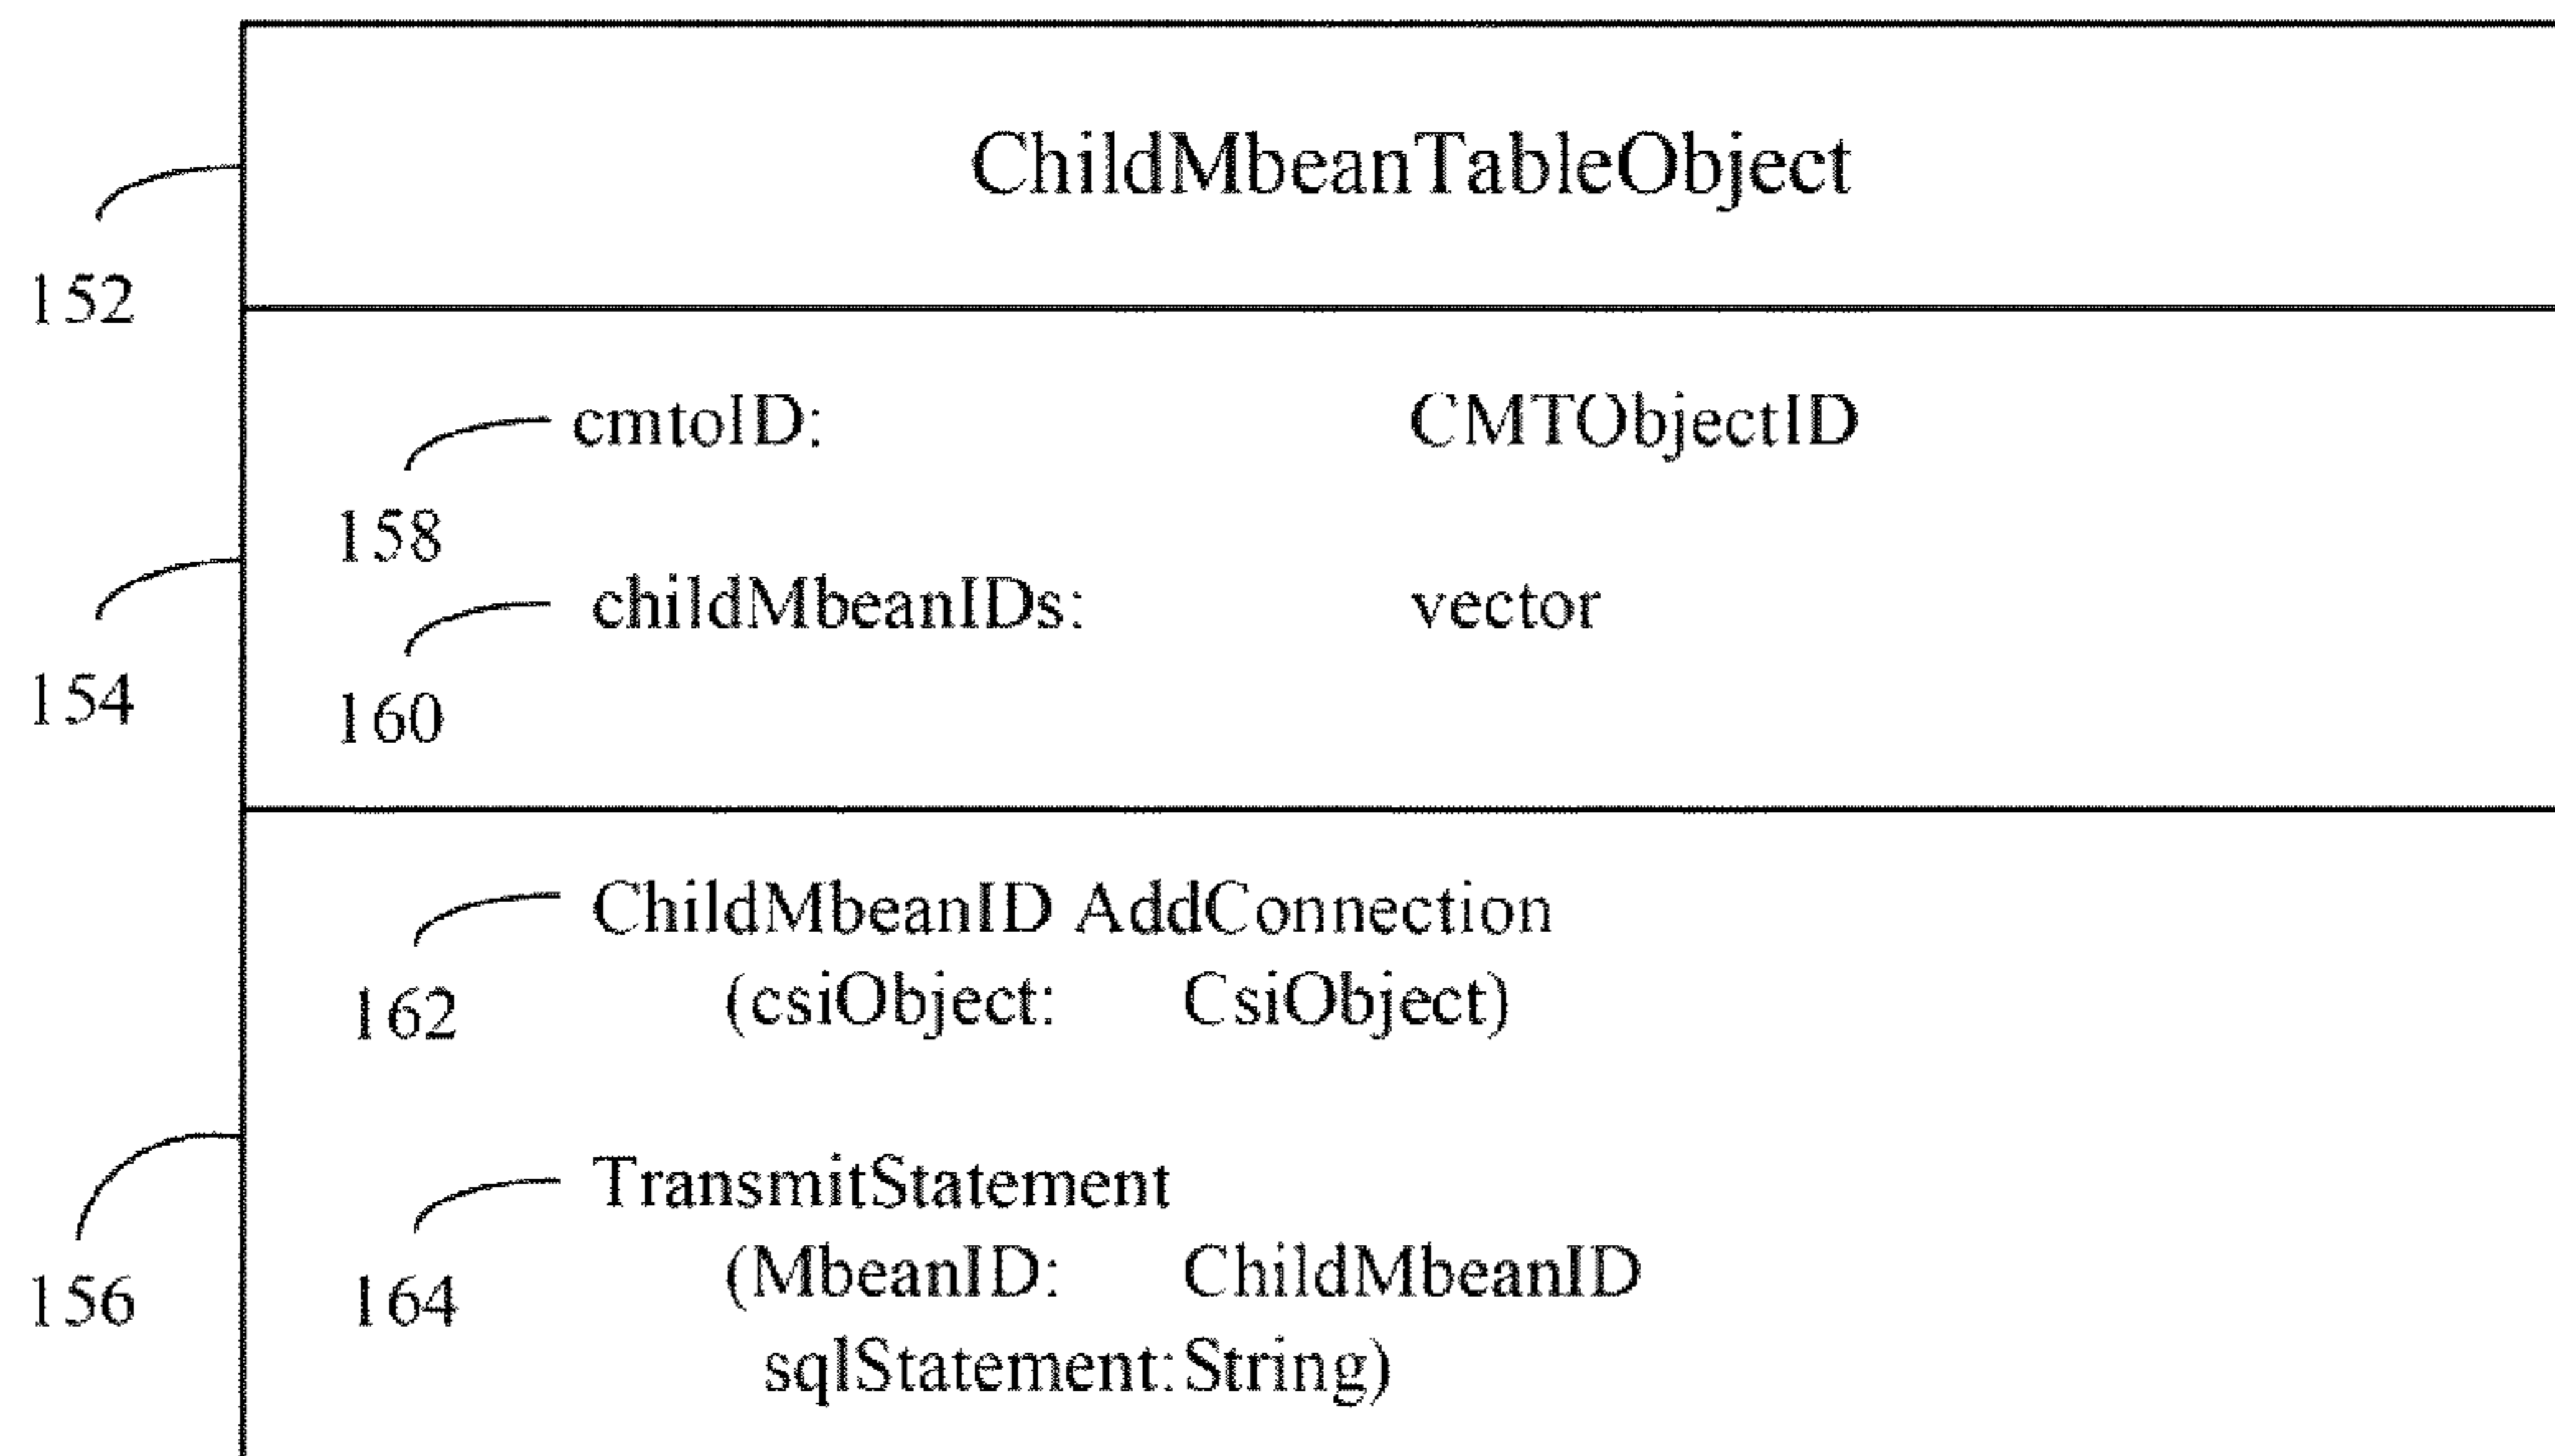 ChildMbeanTableObject
152
cmtoID: CMTObjectID
158
childMbeanIDs: vector
154
160
ChildMbeanID AddConnection
(csiObject: CsiObject)
162
TransmitStatement
(MbeanID: ChildMbeanID
156
164
sqlStatement:String)